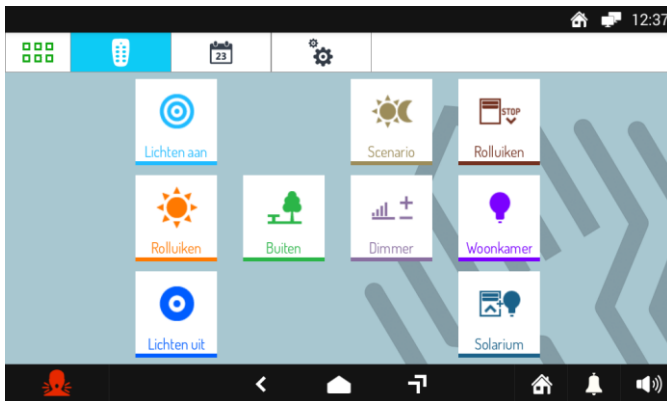 12:37
23
Lichten aan
Scenario
STOP
Rolluiken
Rolluiken
Buiten
Dimmer
Woonkamer
Lichten uit
Solarium